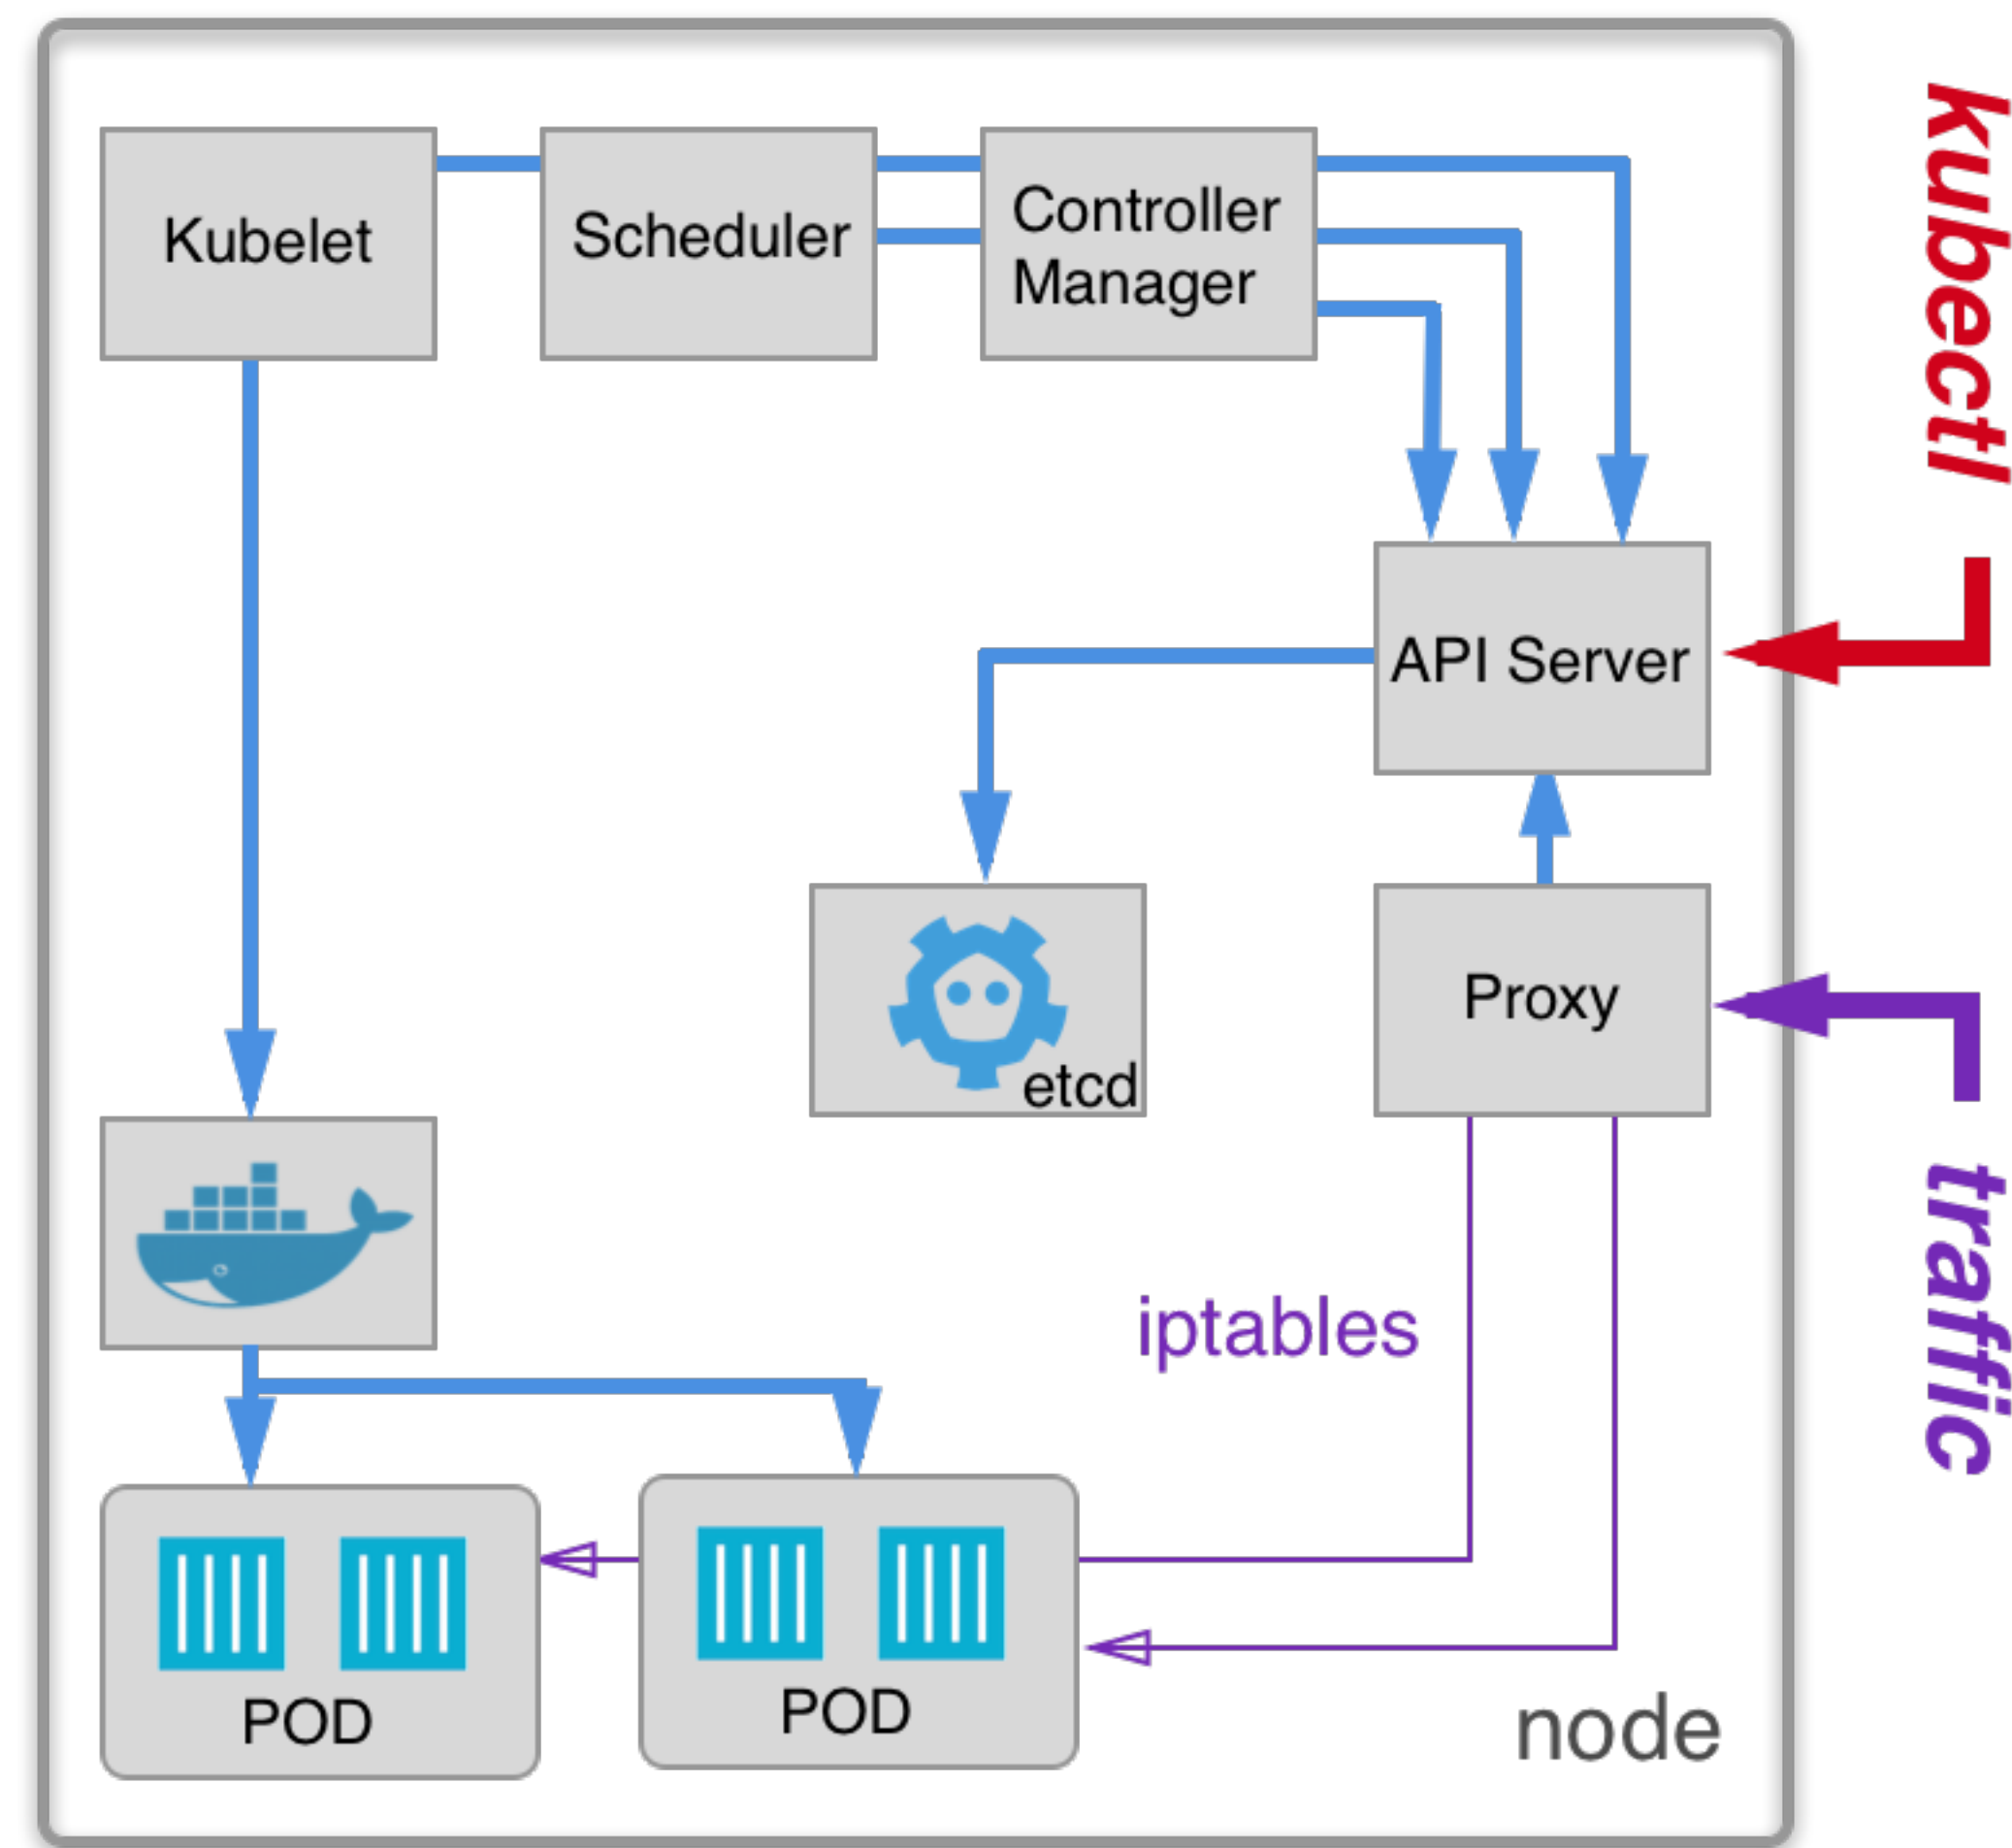 Kubelet
Scheduler
Controller
Manager
kubectl
API Server
Proxy
etcd
traffic
iptables
POD
POD
node